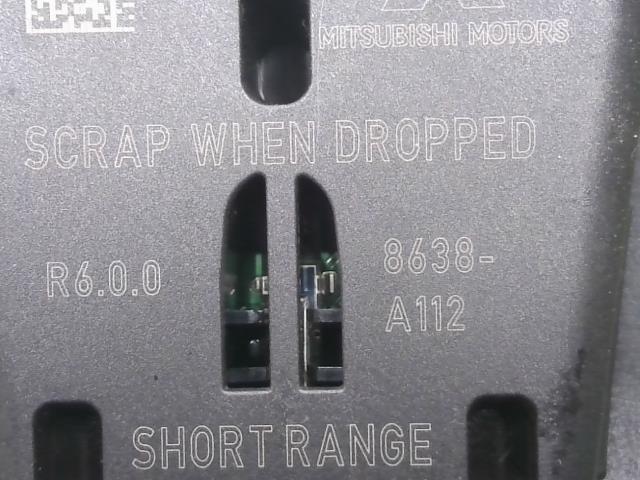 MITSUBISHI MOTORS
SCRAP WHEN DROPPED
R6.0.0
8638-
A112
SHORT RANGE